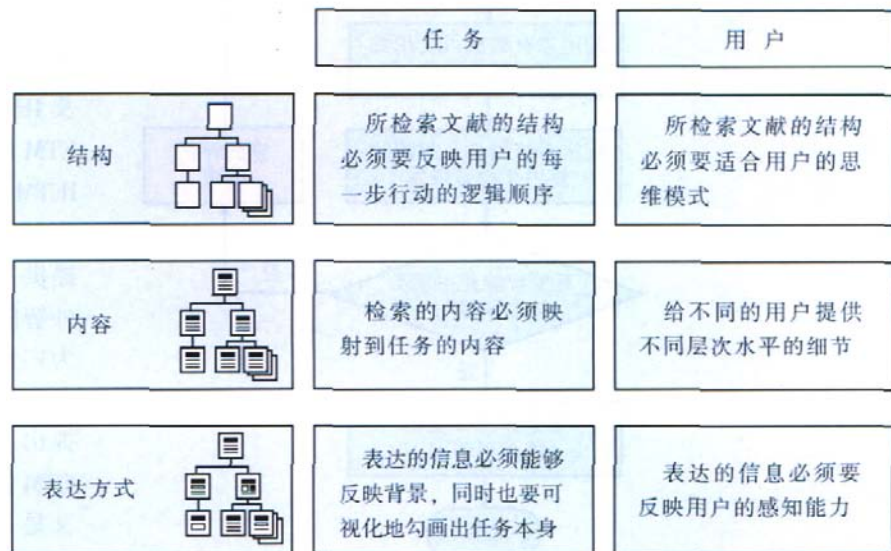 任务 用户
结构
所检索文献的结构
必须要反映用户的每
一步行动的逻辑顺序
所检索文献的结构
必须要适合用户的思
维模式
内容
检索的内容必须映
射到任务的内容
给不同的用户提供
不同层次水平的细节
表达方式
表达的信息必须能够
反映背景，同时也要可
视化地勾画出任务本身
表达的信息必须要
反映用户的感知能力